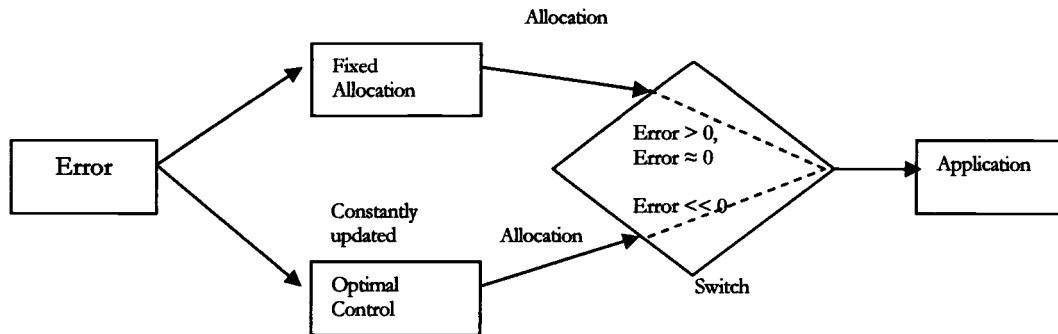 Allocation
Fixed
Allocation
Error > 0,
Error ≈ 0
Error
Application
Error << 0
Constantly
updated
Allocation
Optimal
Control
Switch